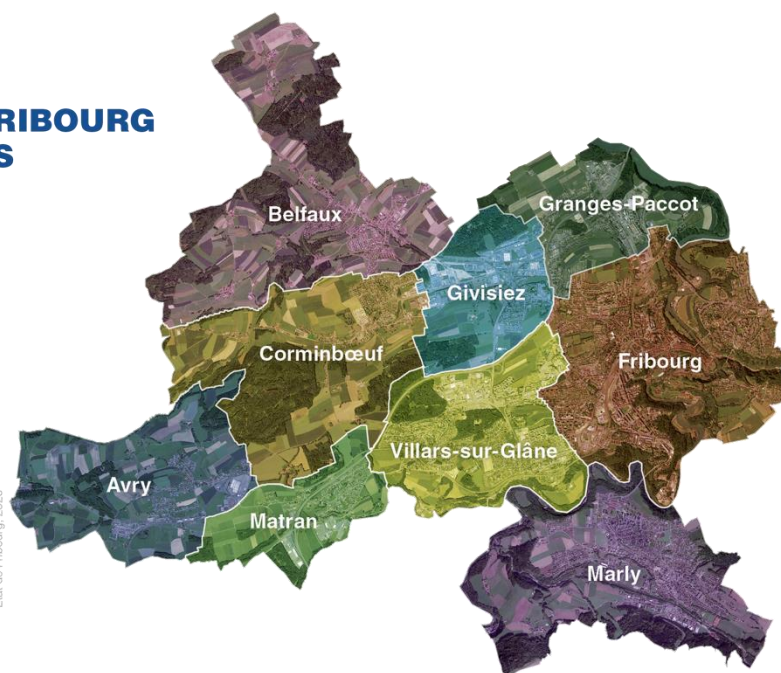 RIBOURG
S
Belfaux
Granges-Paccot
Givisiez
Corminbœuf
Fribourg
Villars-sur-Glâne
Avry
Matran
Marly